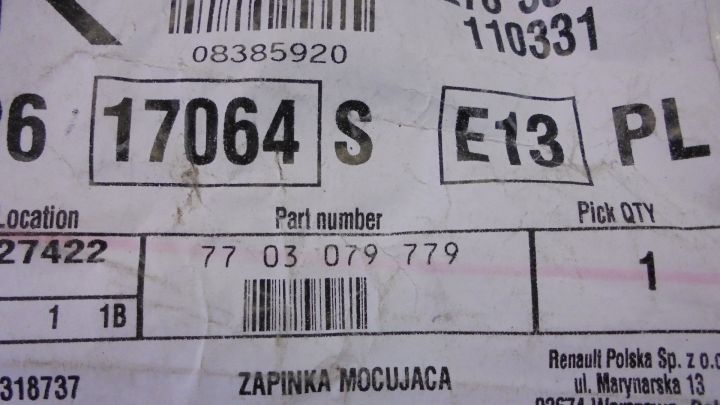 08385920
110331
17064 S E13 PL
Location Part number Pick QTY
27422 77 03 079 779 1
1 1B
318737 ZAPINKA MOCUJACA
Renault Polska Sp. z o.o
ul. Marynarska 13